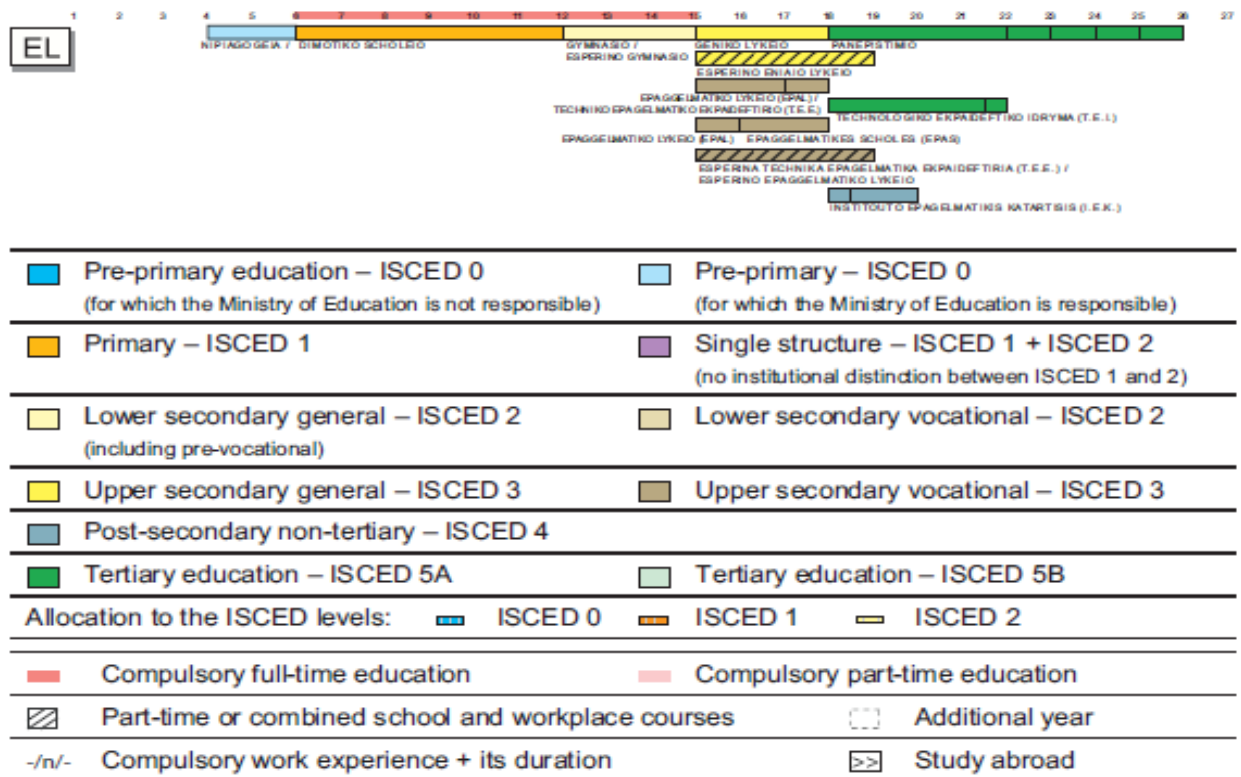 1 2 3 4 5 6 7 8 9 10 11 12 13 14 15 16 17 18 19 20 21 22 23 24 25 26 27
EL
NIPIAGOGEIA / DIMOTIKO SCHOLEIO GYMNASIO / GENIKO LYKEIO PANEPISTIMIO
ESPERINO GYMNASIO
ESPERINO ENIAIO LYKEIO
EPAGGELMATIKO LYKEIO (EPAL) /
TECHNIKO EPAGELMATIKO EKPAIDEFTIRIO (T.E.E.)
TECHNOLOGIKO EKPAIDEFTIKO IDRYMA (T.E.I.)
EPAGGELMATIKO LYKEIO (EPAL) EPAGGELMATIKES SCHOLES (EPAS)
ESPERINA TECHNIKA EPAGELMATIKA EKPAIDEFTIRIA (T.E.E.) /
ESPERINO EPAGGELMATIKO LYKEIO
INSTITOUTO EPAGELMATIKIS KATARTISIS (I.E.K.)
Pre-primary education – ISCED 0 Pre-primary – ISCED 0
(for which the Ministry of Education is not responsible) (for which the Ministry of Education is responsible)
Primary – ISCED 1 Single structure – ISCED 1 + ISCED 2
(no institutional distinction between ISCED 1 and 2)
Lower secondary general – ISCED 2 Lower secondary vocational – ISCED 2
(including pre-vocational)
Upper secondary general – ISCED 3 Upper secondary vocational – ISCED 3
Post-secondary non-tertiary – ISCED 4
Tertiary education – ISCED 5A Tertiary education – ISCED 5B
Allocation to the ISCED levels: ISCED 0 ISCED 1 ISCED 2
Compulsory full-time education Compulsory part-time education
Part-time or combined school and workplace courses Additional year
-/n/- Compulsory work experience + its duration >> Study abroad